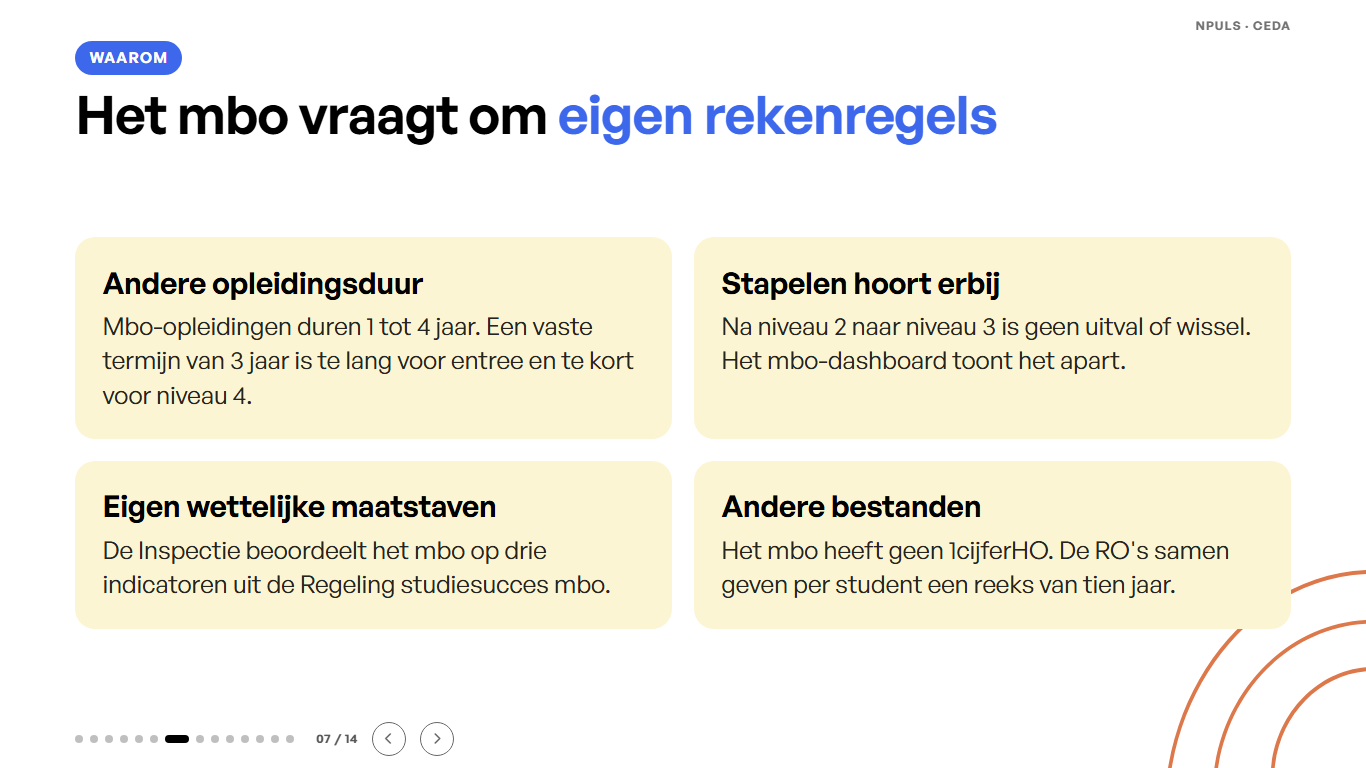 NPULS · CEDA
WAAROM
Het mbo vraagt om eigen rekenregels
Andere opleidingsduur
Mbo-opleidingen duren 1 tot 4 jaar. Een vaste
termijn van 3 jaar is te lang voor entree en te kort
voor niveau 4.
Stapelen hoort erbij
Na niveau 2 naar niveau 3 is geen uitval of wissel.
Het mbo-dashboard toont het apart.
Eigen wettelijke maatstaven
De Inspectie beoordeelt het mbo op drie
indicatoren uit de Regeling studiesucces mbo.
Andere bestanden
Het mbo heeft geen 1cijferHO. De RO's samen
geven per student een reeks van tien jaar.
07 / 14